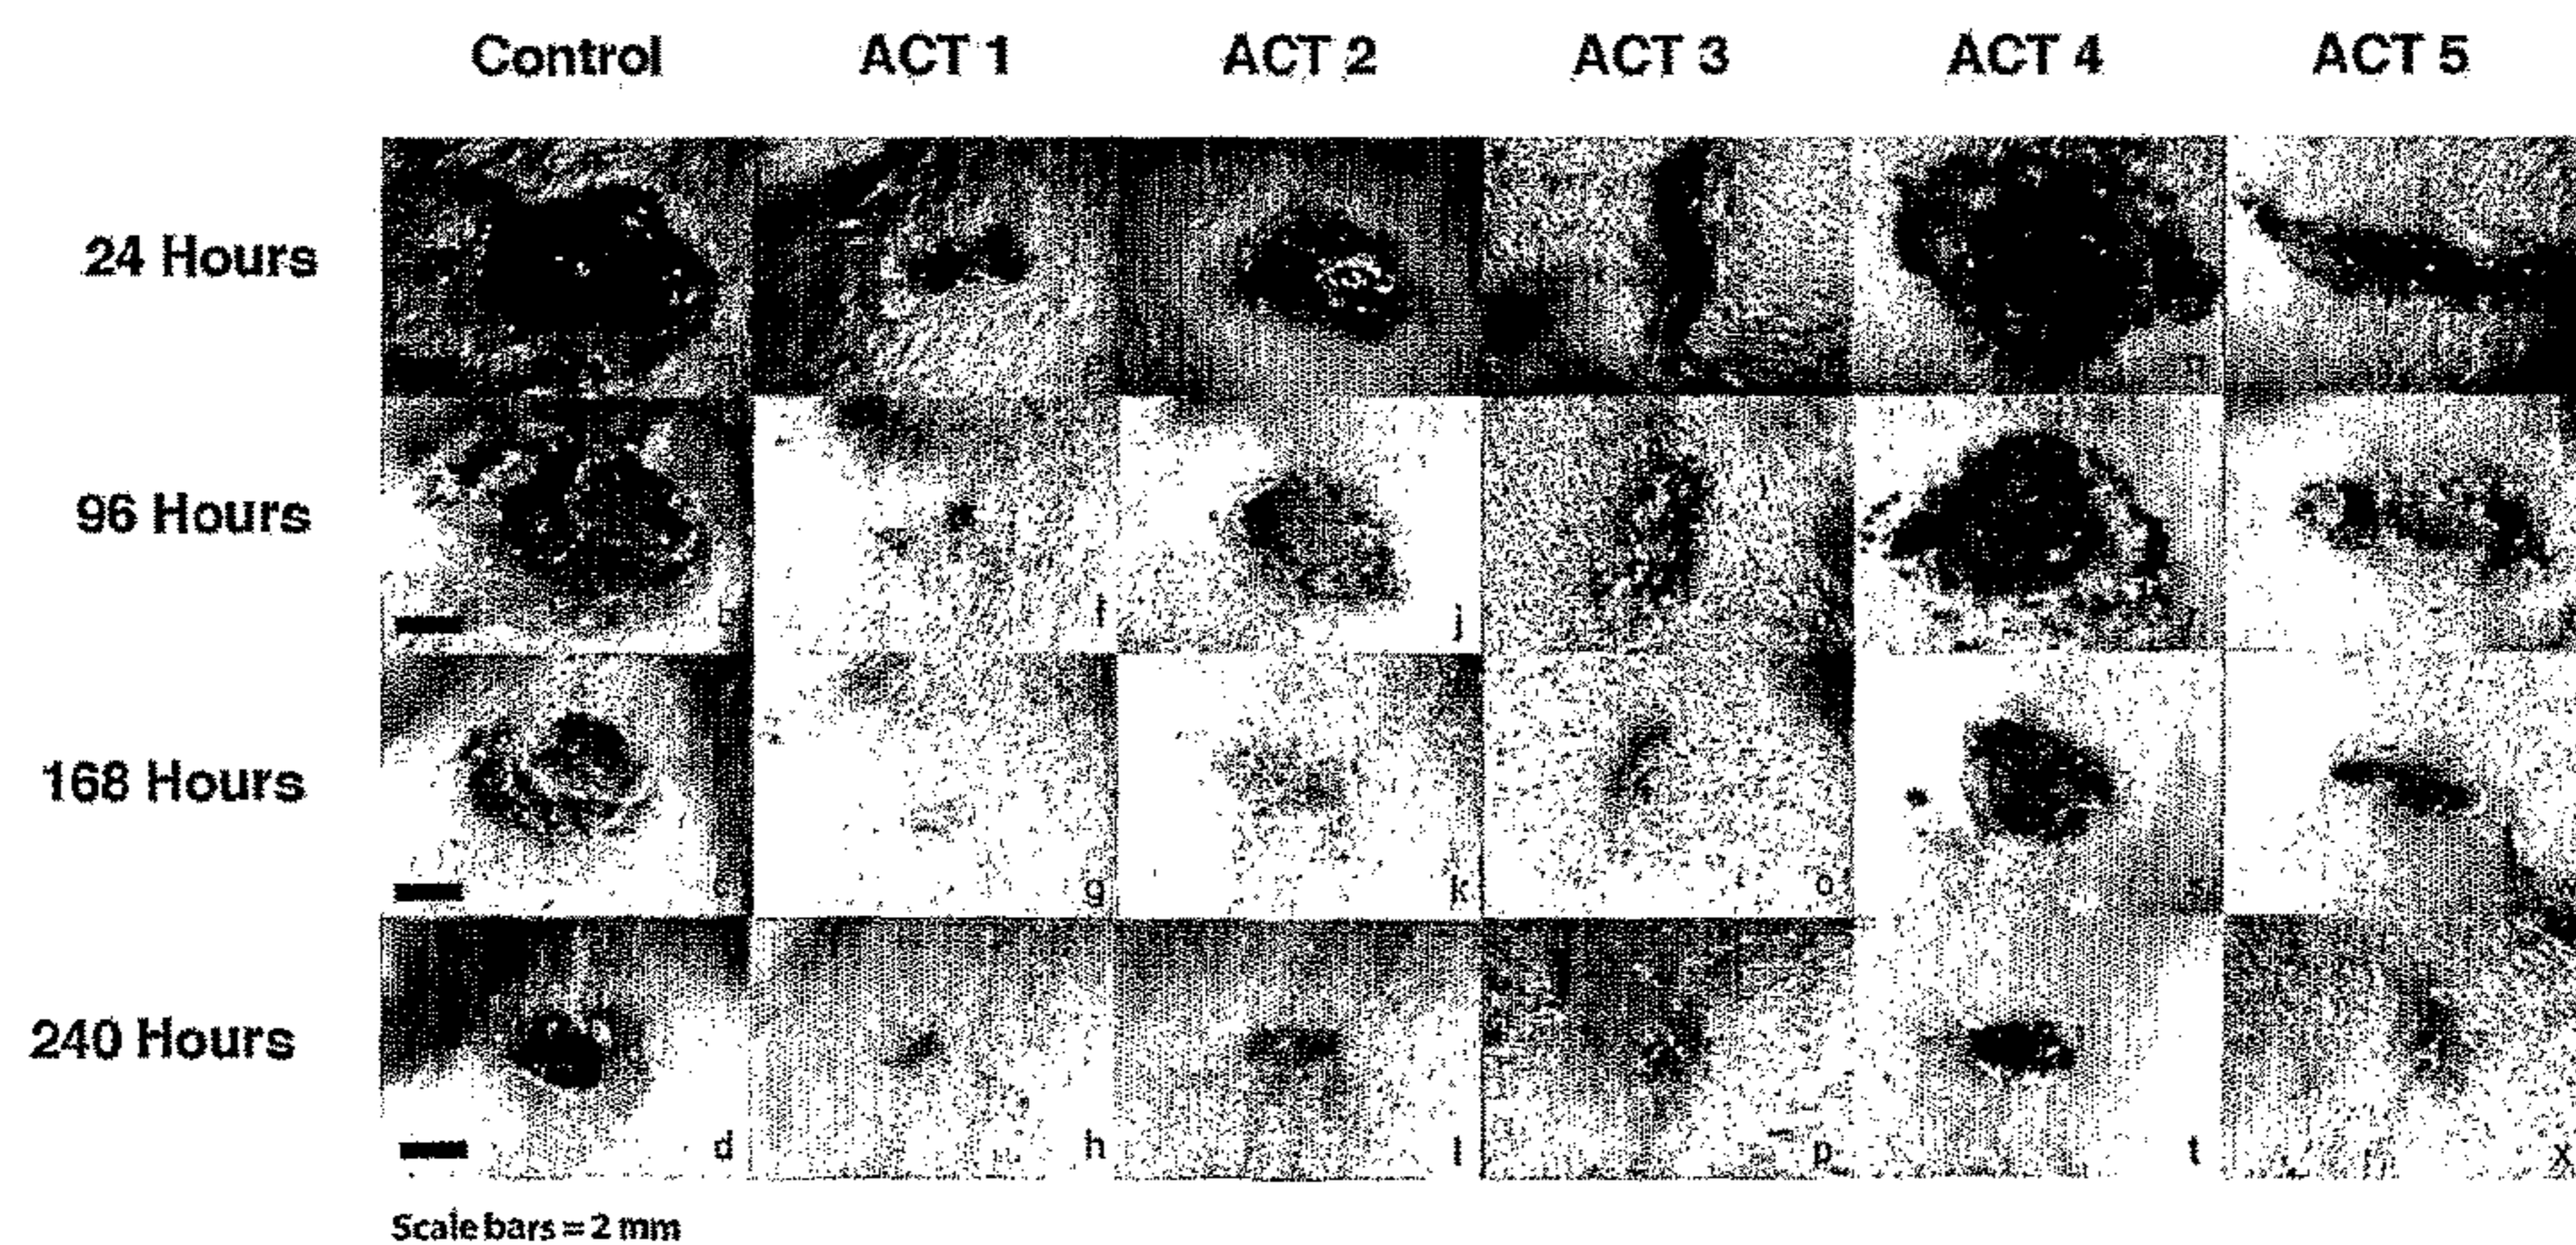 Control ACT 1 ACT 2 ACT 3 ACT 4 ACT 5
24 Hours
96 Hours
f j
168 Hours
c g k o s
240 Hours
d h l p t x
Scale bars = 2 mm